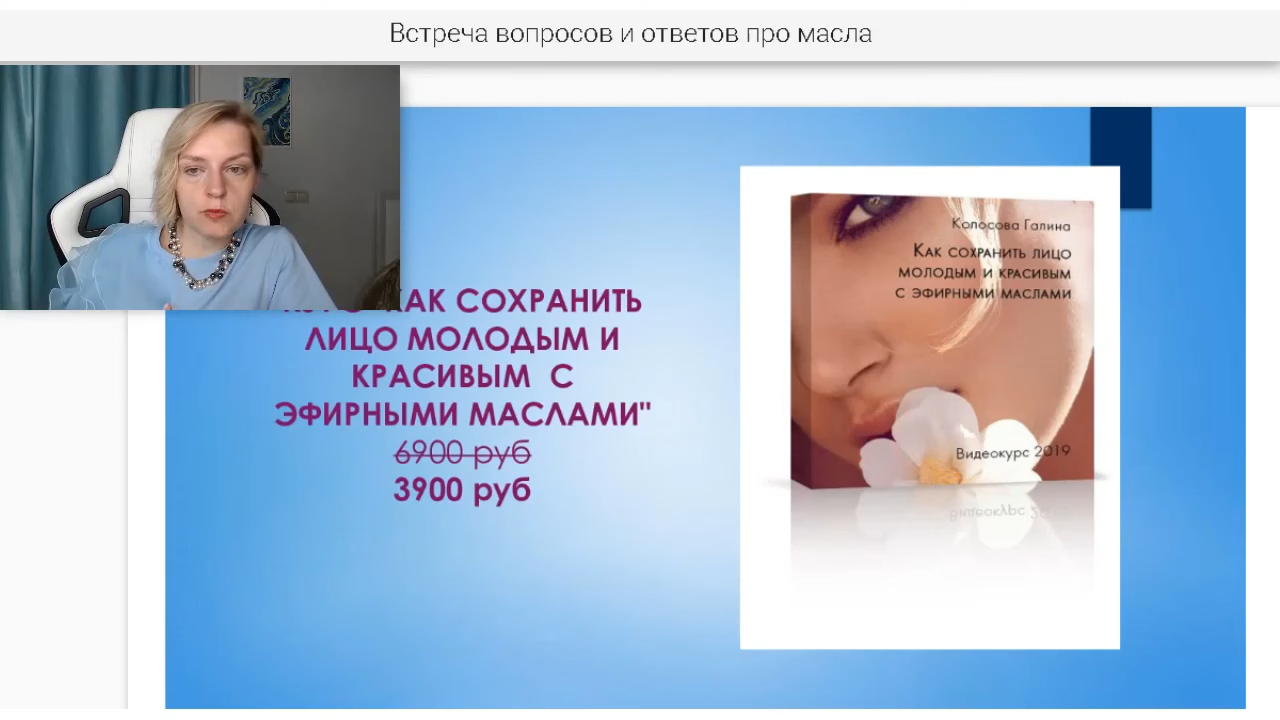 Встреча вопросов и ответов про масла
КАК СОХРАНИТЬ
ЛИЦО МОЛОДЫМ И
КРАСИВЫМ С
ЭФИРНЫМИ МАСЛАМИ"
6900 руб
3900 руб
Колосова Галина
Как сохранить лицо
молодым и красивым
с эфирными маслами
Видеокурс 2019